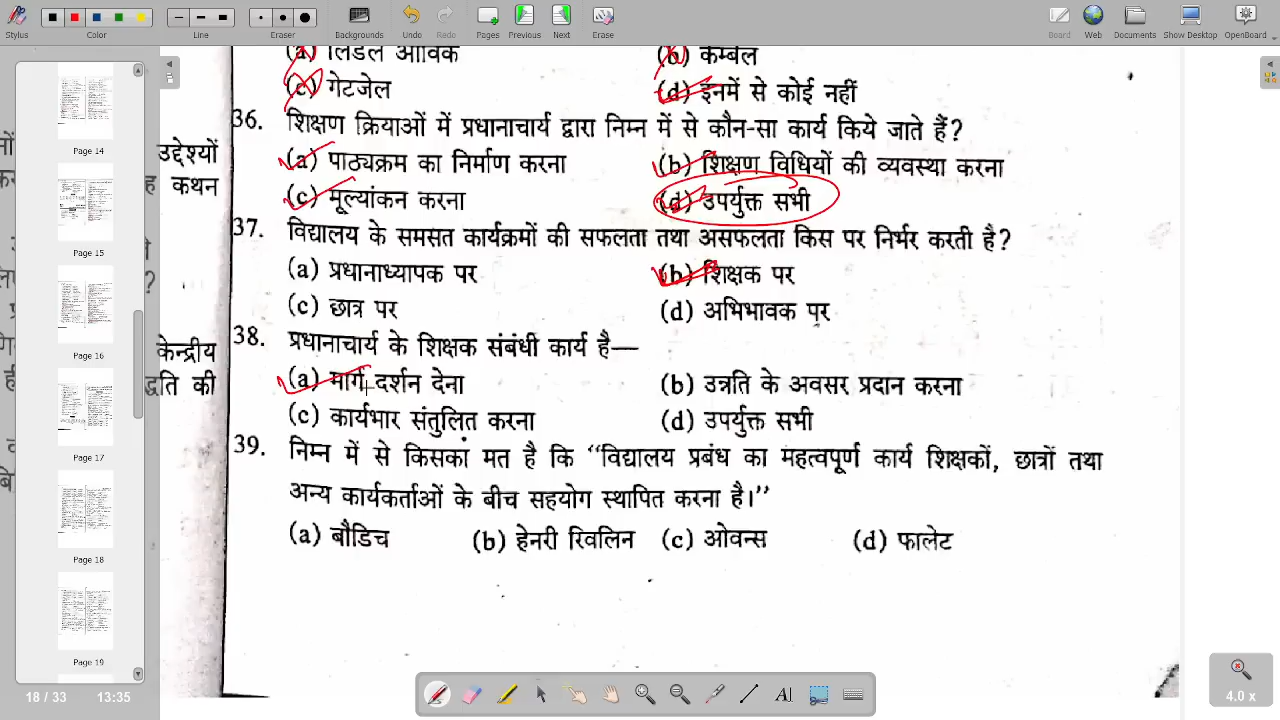 Stylus Color Line Eraser Backgrounds Undo Redo Pages Previous Next Erase Board Web Documents Show Desktop OpenBoard
Page 14
Page 15
Page 16
Page 17
Page 18
Page 19
18 / 33 13:35
उद्देश्यों
ह कथन
?
केन्द्रीय
द्धति की
(a) लिंडल आविक (b) कैम्बेल
(c) गेटजेल (d) इनमें से कोई नहीं
36. शिक्षण क्रियाओं में प्रधानाचार्य द्वारा निम्न में से कौन-सा कार्य किये जाते हैं?
(a) पाठ्यक्रम का निर्माण करना (b) शिक्षण विधियों की व्यवस्था करना
(c) मूल्यांकन करना (d) उपर्युक्त सभी
37. विद्यालय के समसत कार्यक्रमों की सफलता तथा असफलता किस पर निर्भर करती है?
(a) प्रधानाध्यापक पर (b) शिक्षक पर
(c) छात्र पर (d) अभिभावक पर
38. प्रधानाचार्य के शिक्षक संबंधी कार्य है—
(a) मार्ग दर्शन देना (b) उन्नति के अवसर प्रदान करना
(c) कार्यभार संतुलित करना (d) उपर्युक्त सभी
39. निम्न में से किसका मत है कि ‘‘विद्यालय प्रबंध का महत्वपूर्ण कार्य शिक्षकों, छात्रों तथा
अन्य कार्यकर्ताओं के बीच सहयोग स्थापित करना है।’’
(a) बौडिच (b) हेनरी रिवलिन (c) ओवन्स (d) फालेट
4.0 x